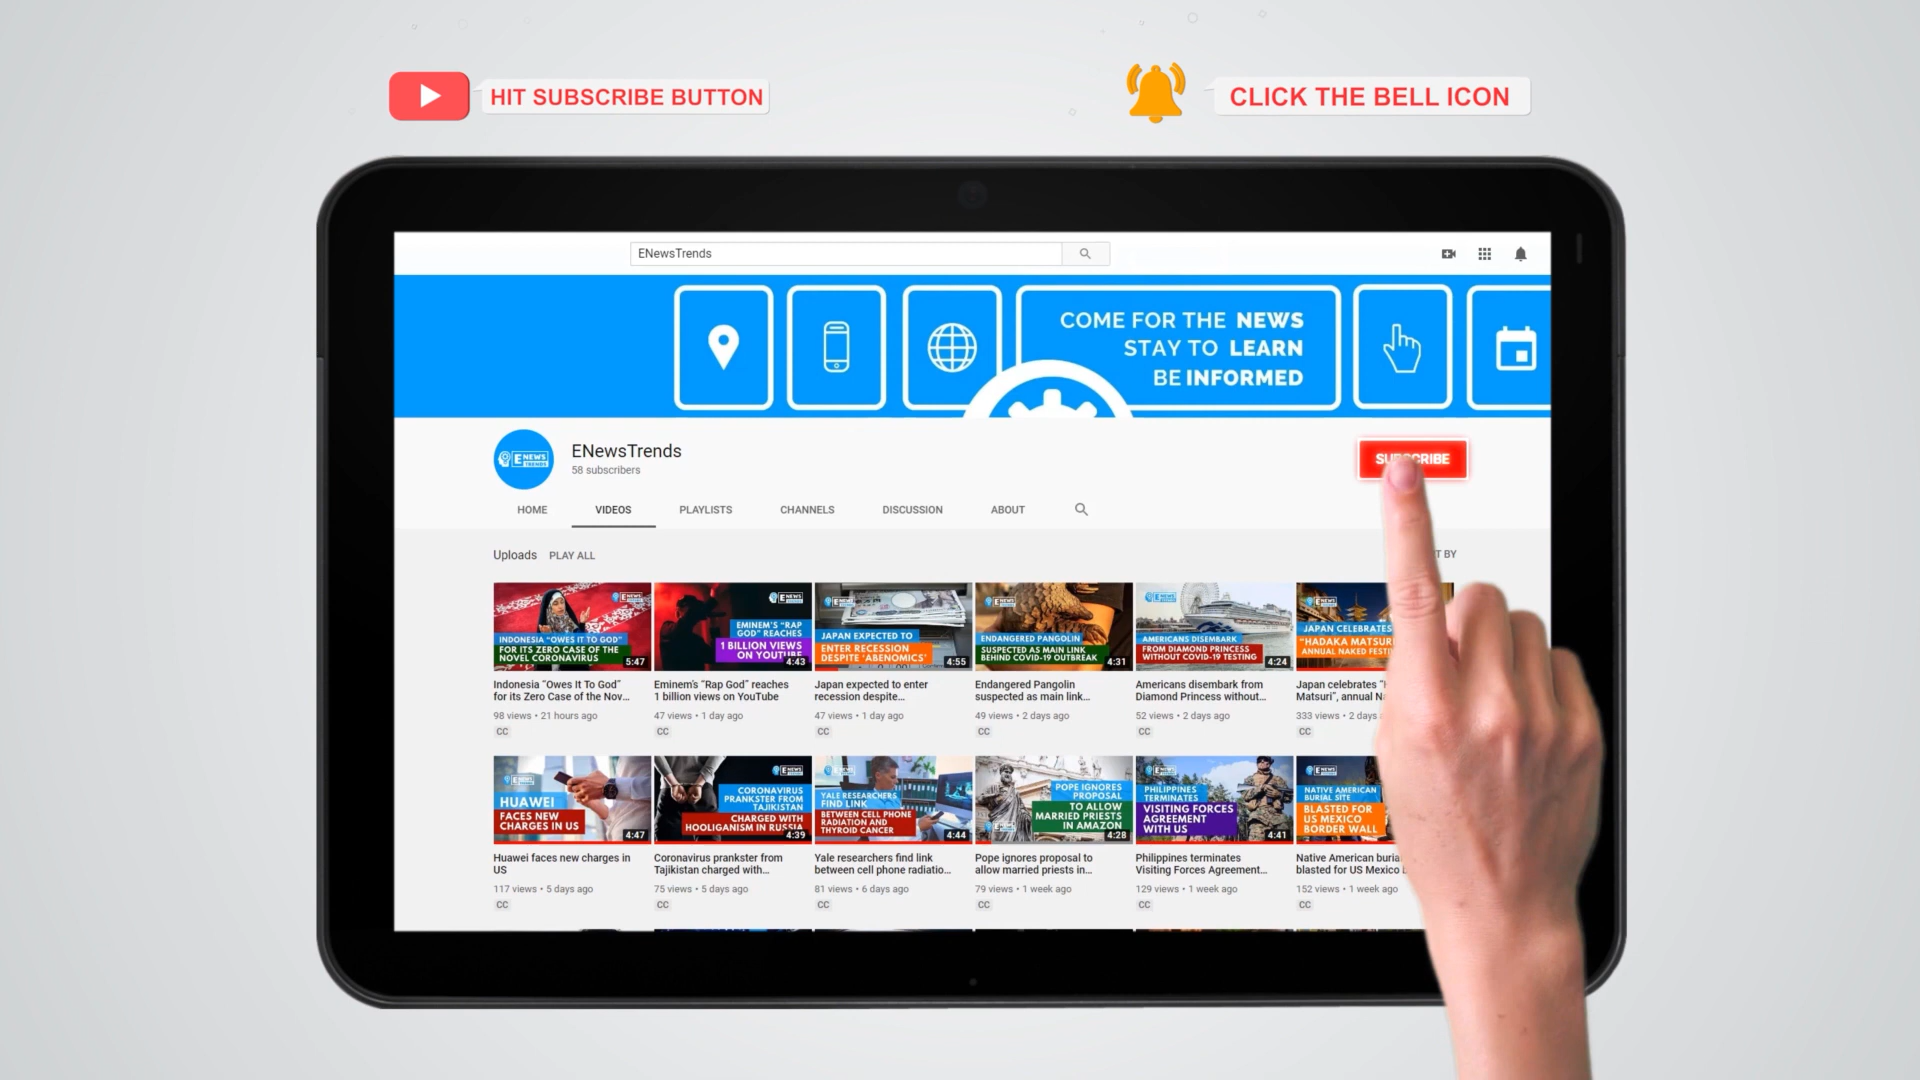 HIT SUBSCRIBE BUTTON
CLICK THE BELL ICON
ENewsTrends
COME FOR THE NEWS
STAY TO LEARN
BE INFORMED
E NEWS
TRENDS
ENewsTrends
58 subscribers
SUBSCRIBE
HOME VIDEOS PLAYLISTS CHANNELS DISCUSSION ABOUT
Uploads PLAY ALL
T BY
INDONESIA "OWES IT TO GOD"
FOR ITS ZERO CASE OF THE
NOVEL CORONAVIRUS
5:47
EMINEM'S "RAP
GOD" REACHES
1 BILLION VIEWS
ON YOUTUBE
4:43
JAPAN EXPECTED TO
ENTER RECESSION
DESPITE 'ABENOMICS'
4:55
ENDANGERED PANGOLIN
SUSPECTED AS MAIN LINK
BEHIND COVID-19 OUTBREAK
4:31
AMERICANS DISEMBARK
FROM DIAMOND PRINCESS
WITHOUT COVID-19 TESTING
4:24
JAPAN CELEBRATES
"HADAKA MATSURI
ANNUAL NAKED FESTI
Indonesia "Owes It To God"
for its Zero Case of the Nov...
98 views • 21 hours ago
CC
Eminem's "Rap God" reaches
1 billion views on YouTube
47 views • 1 day ago
CC
Japan expected to enter
recession despite...
47 views • 1 day ago
CC
Endangered Pangolin
suspected as main link...
49 views • 2 days ago
CC
Americans disembark from
Diamond Princess without...
52 views • 2 days ago
CC
Japan celebrates "H
Matsuri", annual N
333 views • 2 days
CC
HUAWEI
FACES NEW
CHARGES IN US
4:47
CORONAVIRUS
PRANKSTER FROM
TAJIKISTAN
CHARGED WITH
HOOLIGANISM IN RUSSIA
4:39
YALE RESEARCHERS
FIND LINK
BETWEEN CELL PHONE
RADIATION AND
THYROID CANCER
4:44
POPE IGNORES
PROPOSAL
TO ALLOW
MARRIED PRIESTS
IN AMAZON
4:28
PHILIPPINES
TERMINATES
VISITING FORCES
AGREEMENT
WITH US
4:41
NATIVE AMERICAN
BURIAL SITE
BLASTED FOR
US MEXICO
BORDER WALL
Huawei faces new charges in
US
117 views • 5 days ago
CC
Coronavirus prankster from
Tajikistan charged with...
75 views • 5 days ago
CC
Yale researchers find link
between cell phone radiatio...
81 views • 6 days ago
CC
Pope ignores proposal to
allow married priests in...
79 views • 1 week ago
CC
Philippines terminates
Visiting Forces Agreement...
129 views • 1 week ago
CC
Native American buria
blasted for US Mexico
152 views • 1 week ago
CC